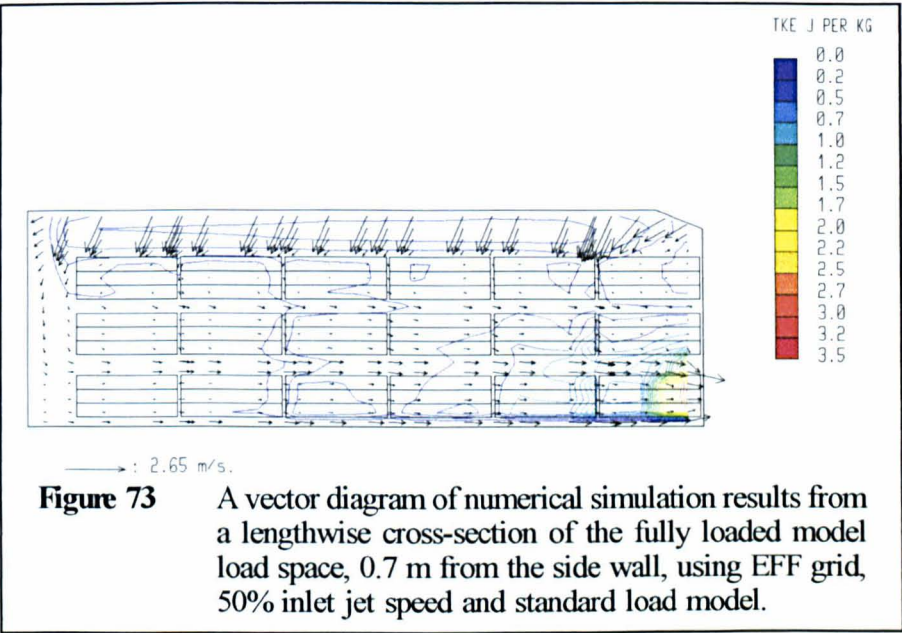 TKE J PER KG
0.0
0.2
0.5
0.7
1.0
1.2
1.5
1.7
2.0
2.2
2.5
2.7
3.0
3.2
3.5
: 2.65 m/s.
Figure 73 A vector diagram of numerical simulation results from
a lengthwise cross-section of the fully loaded model
load space, 0.7 m from the side wall, using EFF grid,
50% inlet jet speed and standard load model.